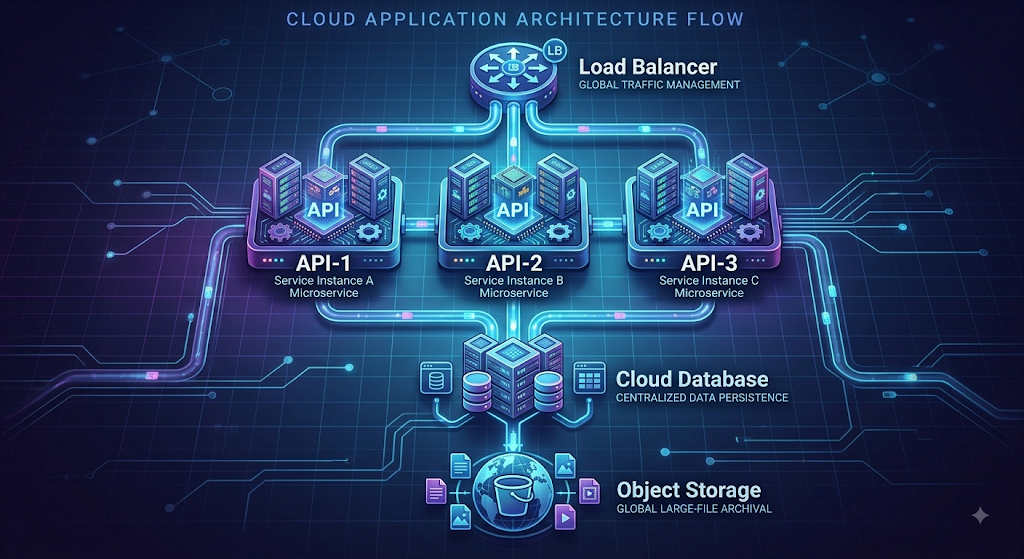 CLOUD APPLICATION ARCHITECTURE FLOW
LB
LB
Load Balancer
GLOBAL TRAFFIC MANAGEMENT
API
API
API
API-1
Service Instance A
Microservice
API-2
Service Instance B
Microservice
API-3
Service Instance C
Microservice
Cloud Database
CENTRALIZED DATA PERSISTENCE
Object Storage
GLOBAL LARGE-FILE ARCHIVAL